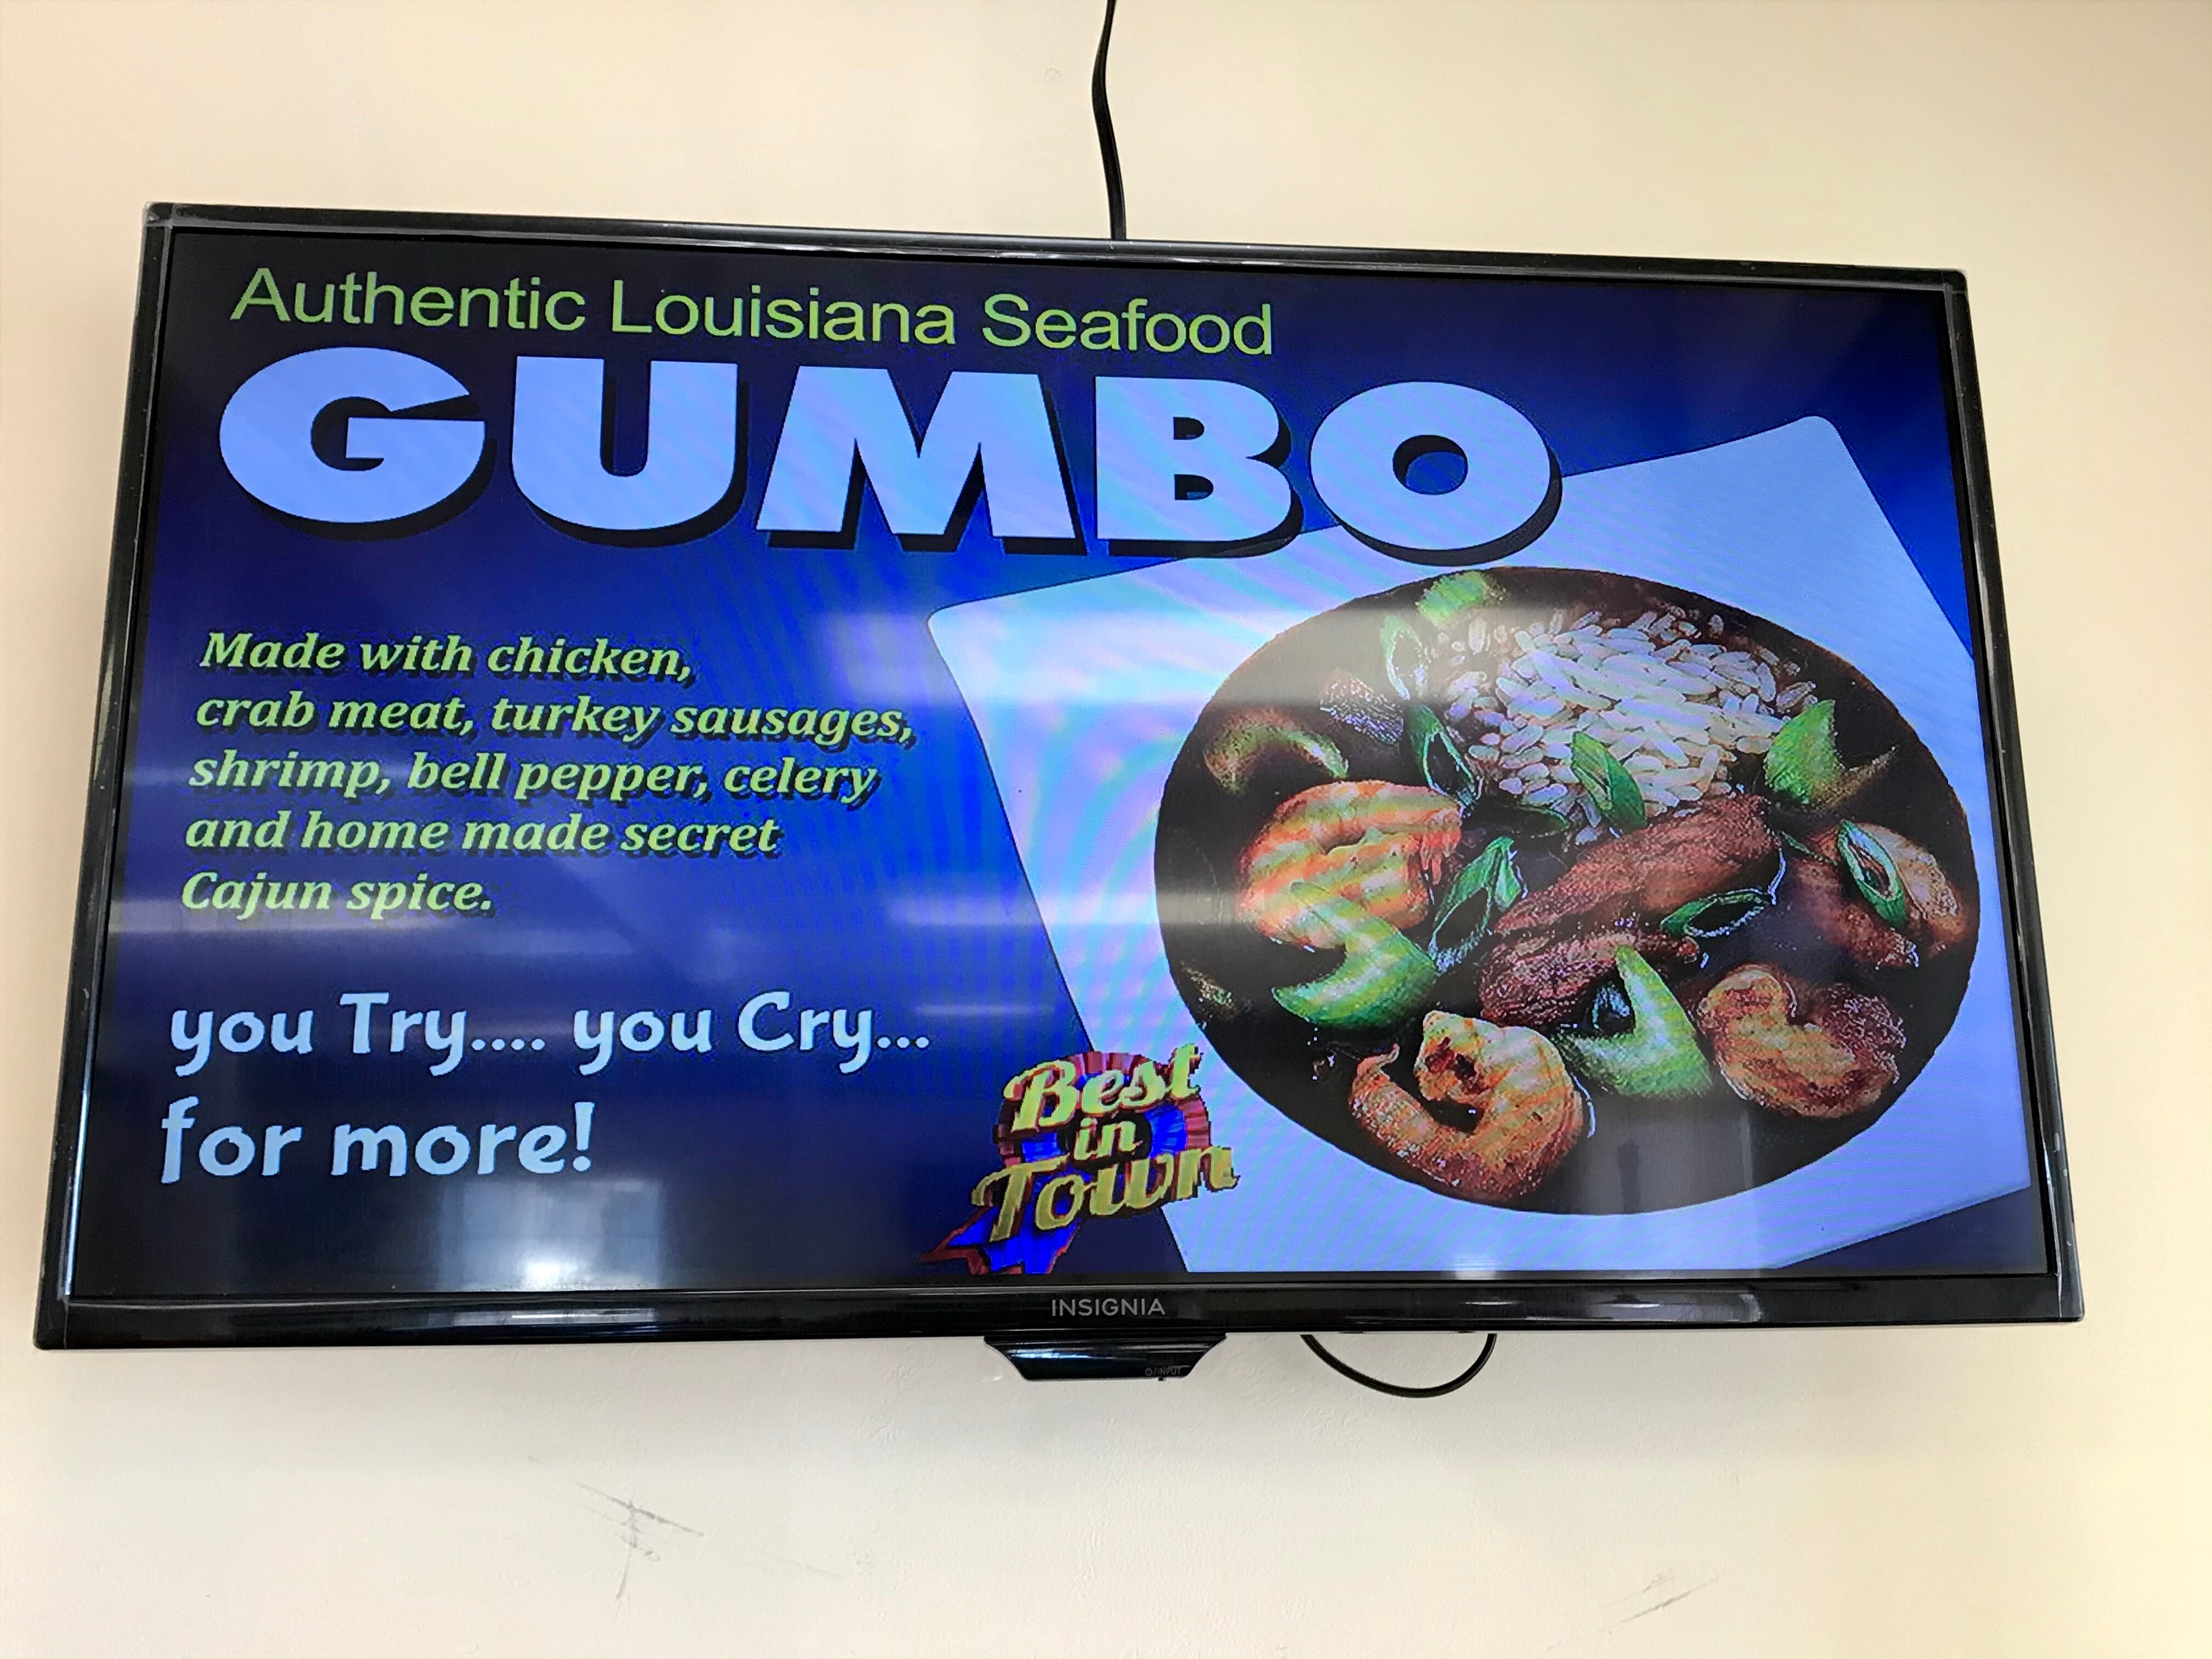 Authentic Louisiana Seafood
GUMBO
Made with chicken,
crab meat, turkey sausages,
shrimp, bell pepper, celery
and home made secret
Cajun spice.
you Try.... you Cry...
for more!
Best
in
Town
INSIGNIA
/INPUT